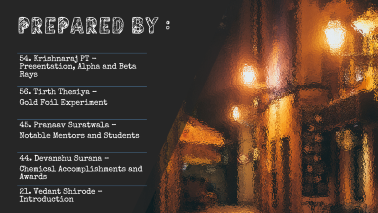 PREPARED BY :
54. Krishnaraj PT -
Presentation, Alpha and Beta
Rays
56. Tirth Thesiya -
Gold Foil Experiment
45. Pranaav Suratwala -
Notable Mentors and Students
44. Devanshu Surana -
Chemical Accomplishments and
Awards
21. Vedant Shirode -
Introduction